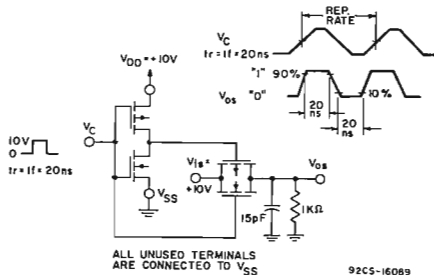 REP.
RATE
VC
tr = tf = 20ns
"1"
90%
VOS "0"
10%
20
ns
20
ns
VDD = +10V
VC
10V
0
tr = tf = 20ns
VSS
Vis =
+10V
VOS
15pF
1KΩ
ALL UNUSED TERMINALS
ARE CONNECTED TO VSS
92CS-16089